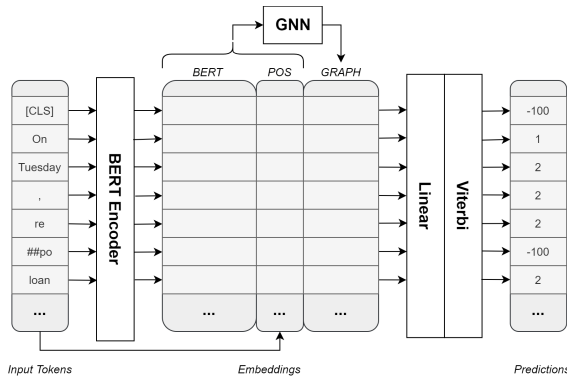 GNN
BERT POS GRAPH
[CLS] -100
On 1
Tuesday 2
, 2
re 2
##po -100
loan 2
... ... ... ... ...
BERT Encoder
Linear
Viterbi
Input Tokens Embeddings Predictions